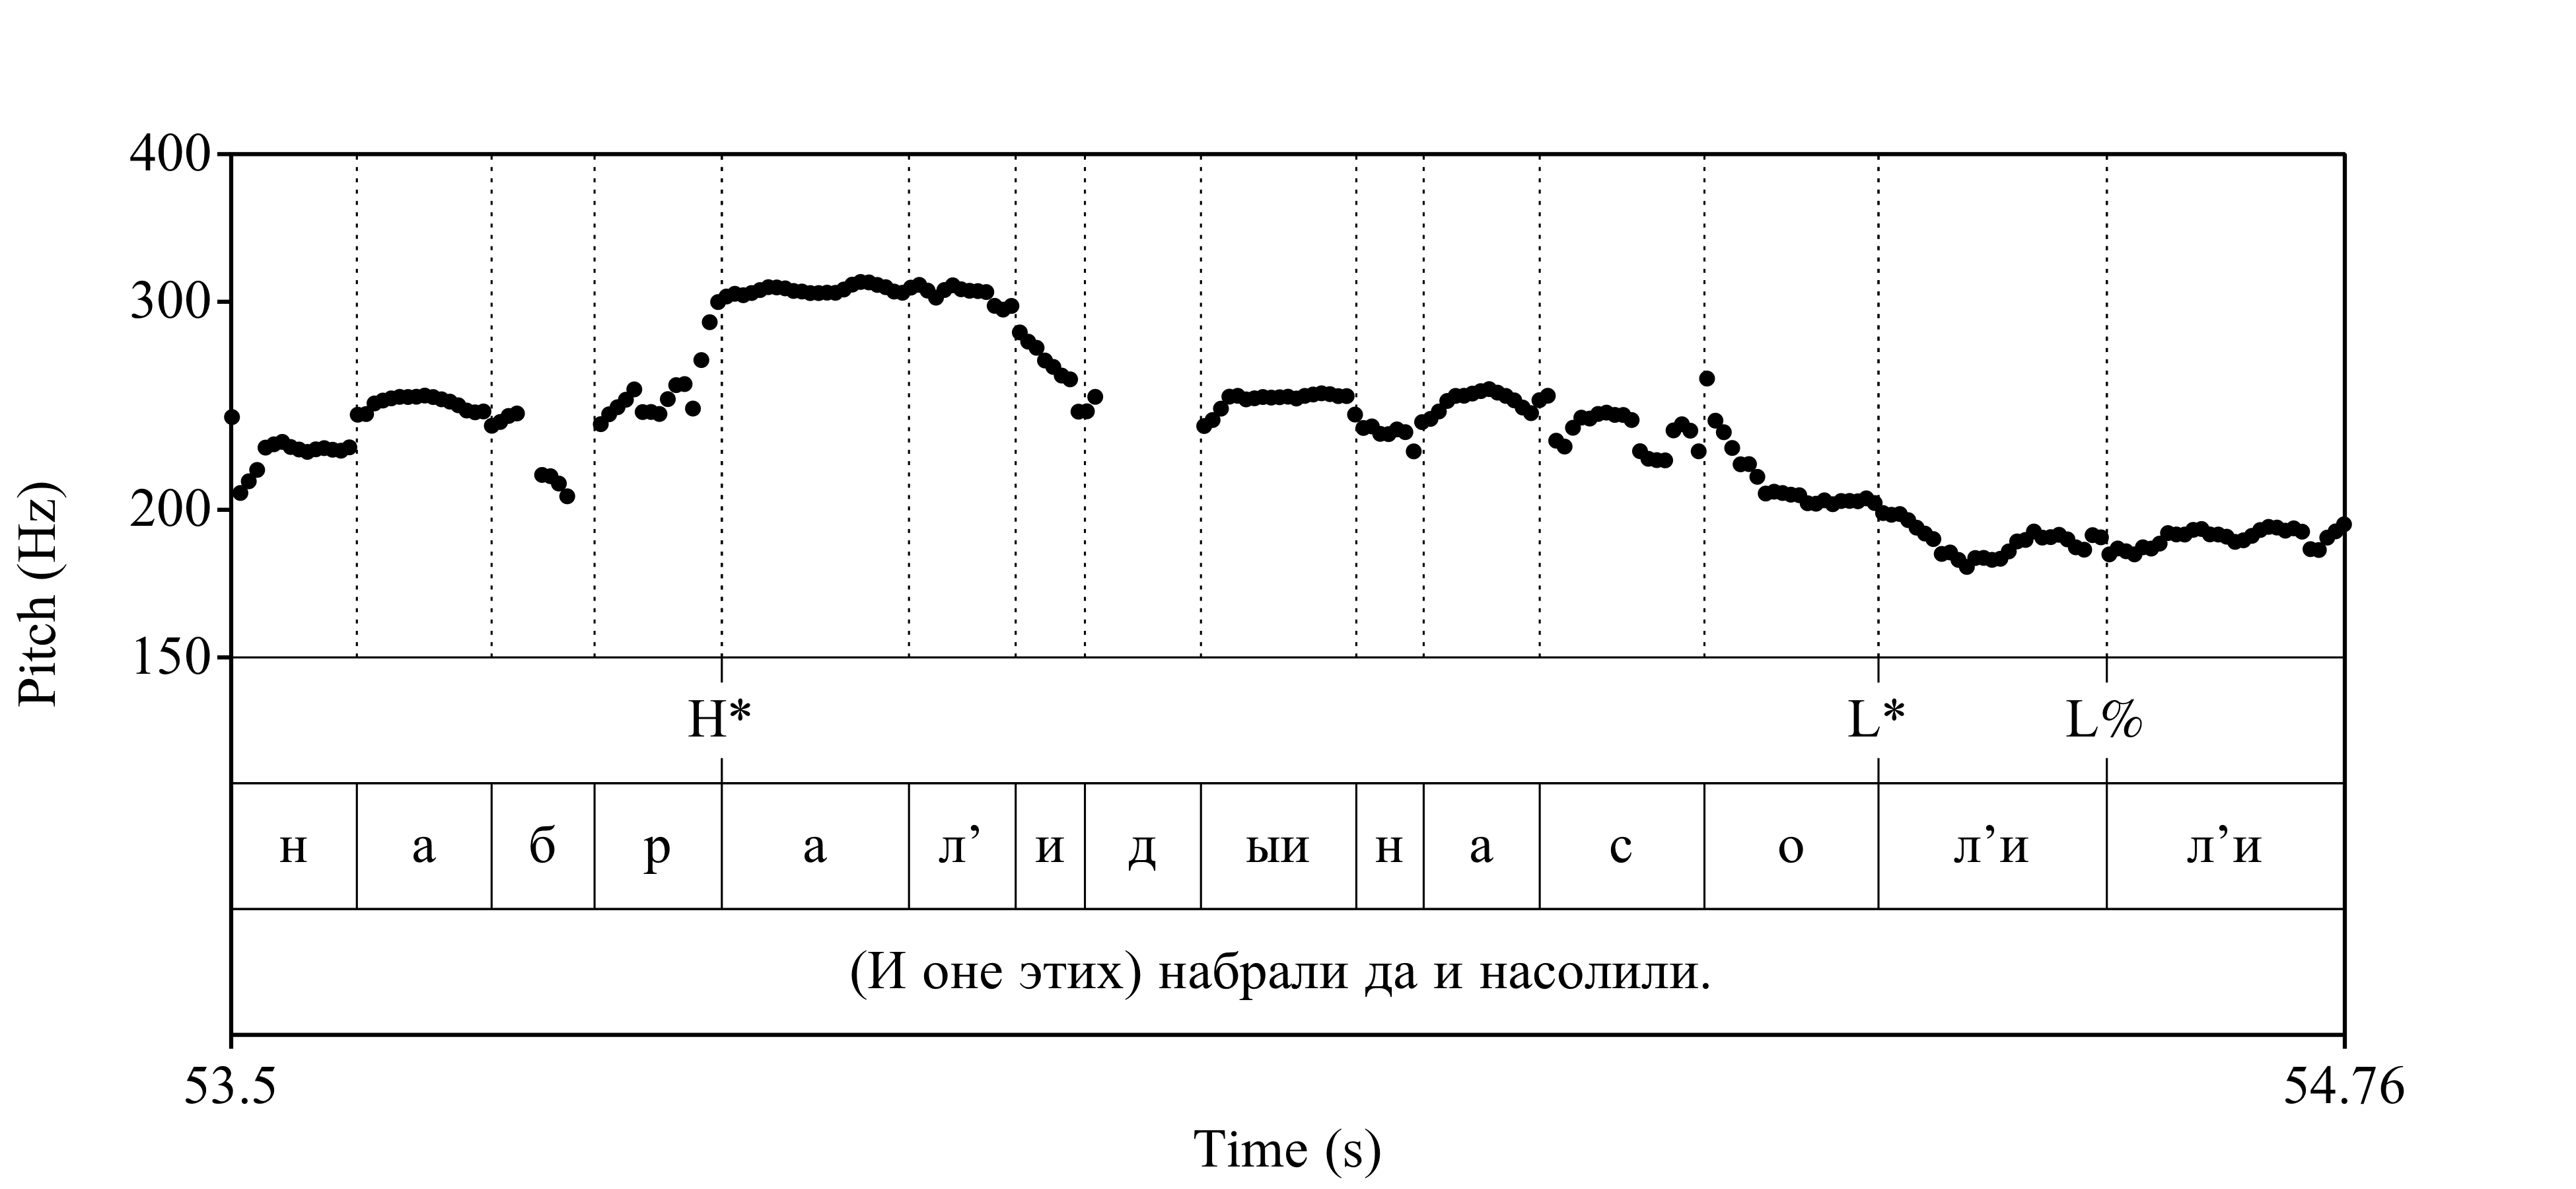 400
300
200
150
Pitch (Hz)
H* L* L%
н а б р а л’ и д ыи н а с о л’и л’и
(И оне этих) набрали да и насолили.
53.5 54.76
Time (s)